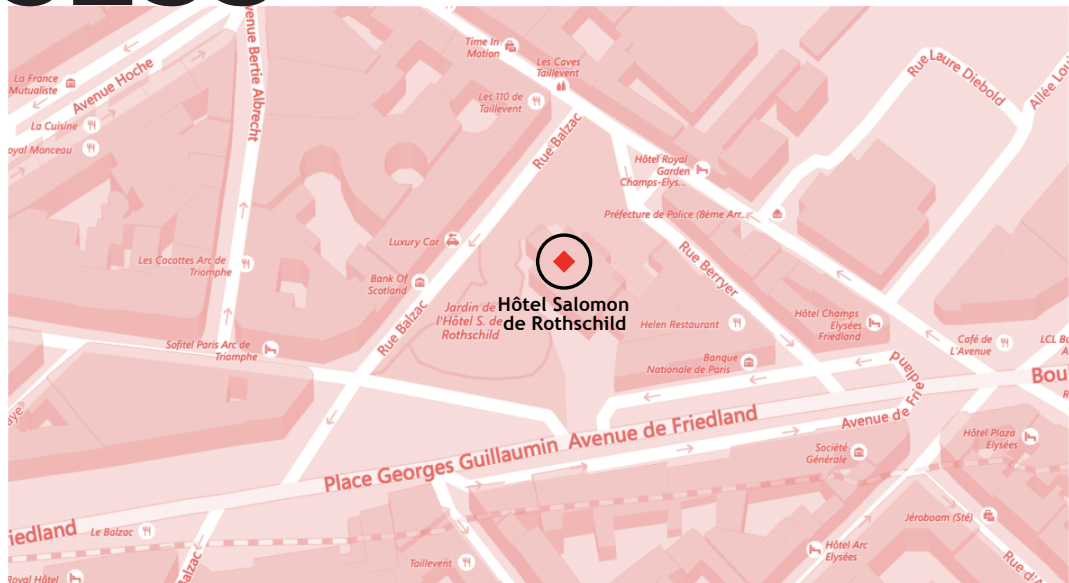 Time In
Motion
Les Caves
Taillevent
Les 110 de
Taillevent
La France
Mutualiste
Avenue Hoche
La Cuisine
oyal Monceau
venue Bertie Albrecht
Rue Balzac
Rue Laure Diebold
Allée Lou
Hôtel Royal
Garden
Champs-Elys...
Préfecture de Police (8ème Arr...
Luxury Car
Les Cocottes Arc de
Triomphe
Bank Of
Scotland
Rue Berryer
Jardin de
l'Hôtel S. de
Rothschild
Hôtel Salomon
de Rothschild
Rue Balzac
Helen Restaurant
Hôtel Champs
Elysées
Friedland
Sofitel Paris Arc de
Triomphe
Café de
L'Avenue
LCL Ba
A
Banque
Nationale de Paris
Bou
R
aye
Avenue de Friedland
Place Georges Guillaumin
Avenue de Friedland
Société
Générale
Hôtel Plaza
Elysées
iedland
Le Balzac
Jéroboam (Sté)
Taillevent
Hôtel Arc
Elysées
Rue d'
alzac
Royal Hôtel